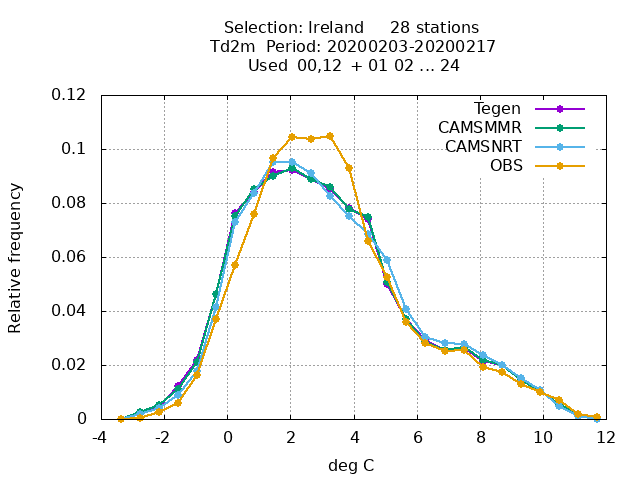 Selection: Ireland 28 stations
Td2m Period: 20200203-20200217
Used 00,12 + 01 02 ... 24
0.12
0.1
0.08
0.06
0.04
0.02
0
Relative frequency
Tegen
CAMSMMR
CAMSNRT
OBS
-4 -2 0 2 4 6 8 10 12
deg C